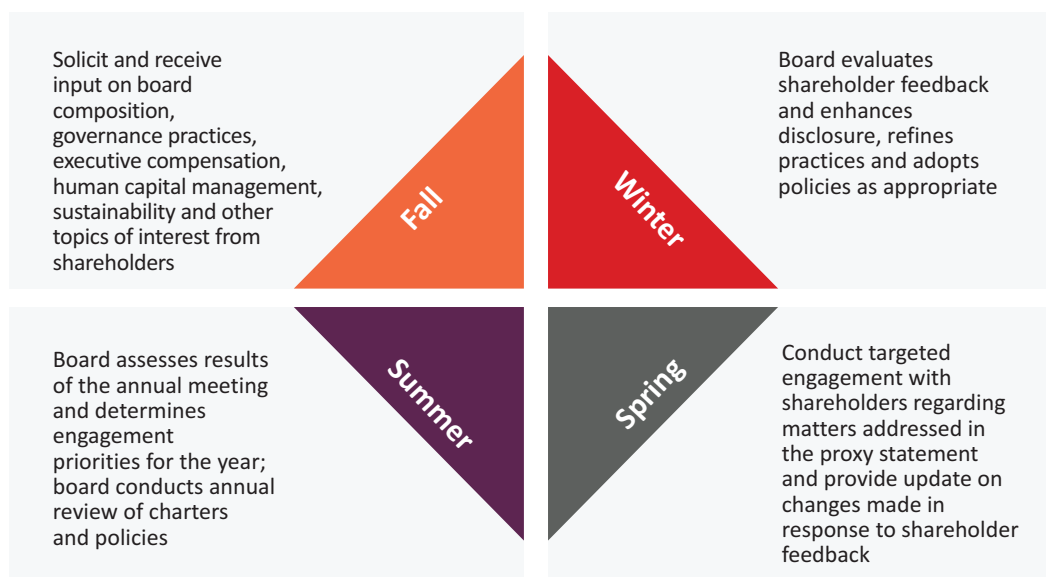 Solicit and receive
input on board
composition,
governance practices,
executive compensation,
human capital management,
sustainability and other
topics of interest from
shareholders
Fall
Winter
Board evaluates
shareholder feedback
and enhances
disclosure, refines
practices and adopts
policies as appropriate
Board assesses results
of the annual meeting
and determines
engagement
priorities for the year;
board conducts annual
review of charters
and policies
Summer
Spring
Conduct targeted
engagement with
shareholders regarding
matters addressed in
the proxy statement
and provide update on
changes made in
response to shareholder
feedback